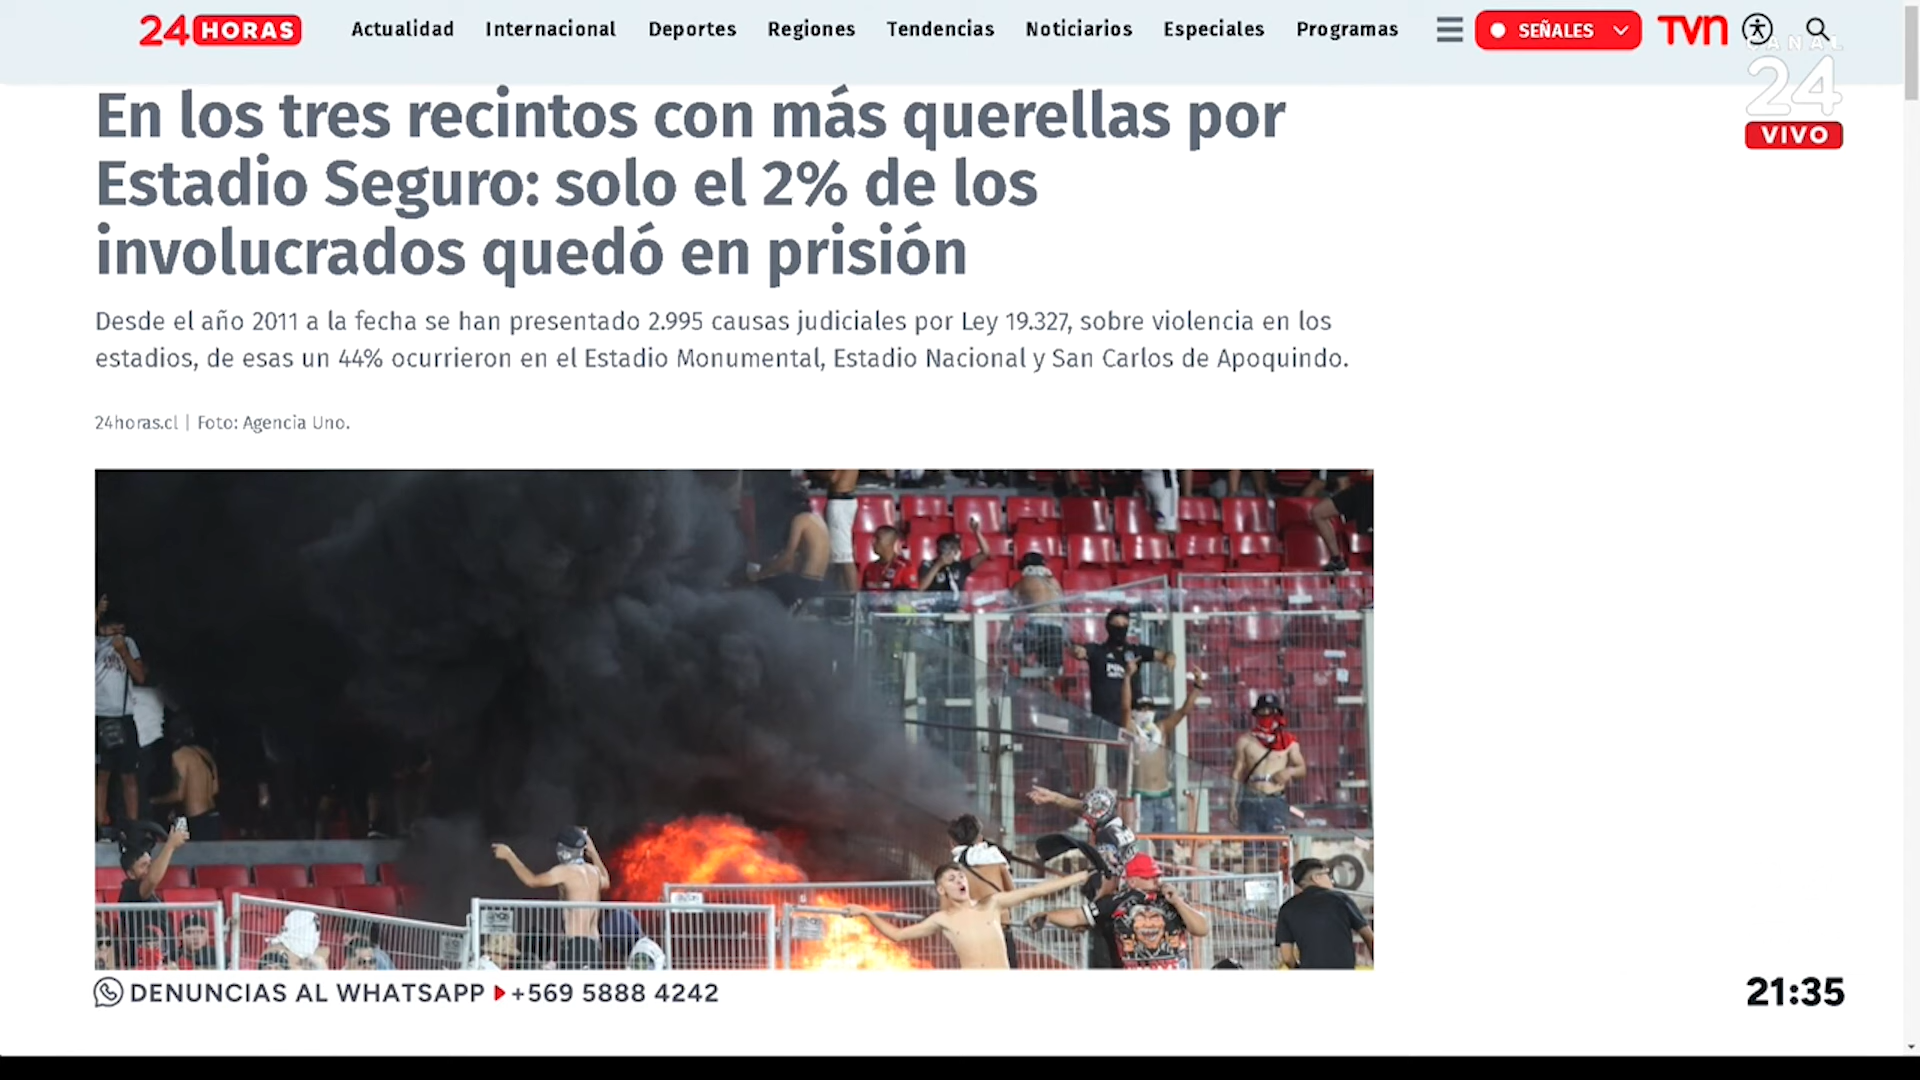 24 HORAS
Actualidad Internacional Deportes Regiones Tendencias Noticiarios Especiales Programas
SEÑALES
TVN
CANAL
24
VIVO
En los tres recintos con más querellas por
Estadio Seguro: solo el 2% de los
involucrados quedó en prisión
Desde el año 2011 a la fecha se han presentado 2.995 causas judiciales por Ley 19.327, sobre violencia en los
estadios, de esas un 44% ocurrieron en el Estadio Monumental, Estadio Nacional y San Carlos de Apoquindo.
24horas.cl | Foto: Agencia Uno.
DENUNCIAS AL WHATSAPP +569 5888 4242
21:35